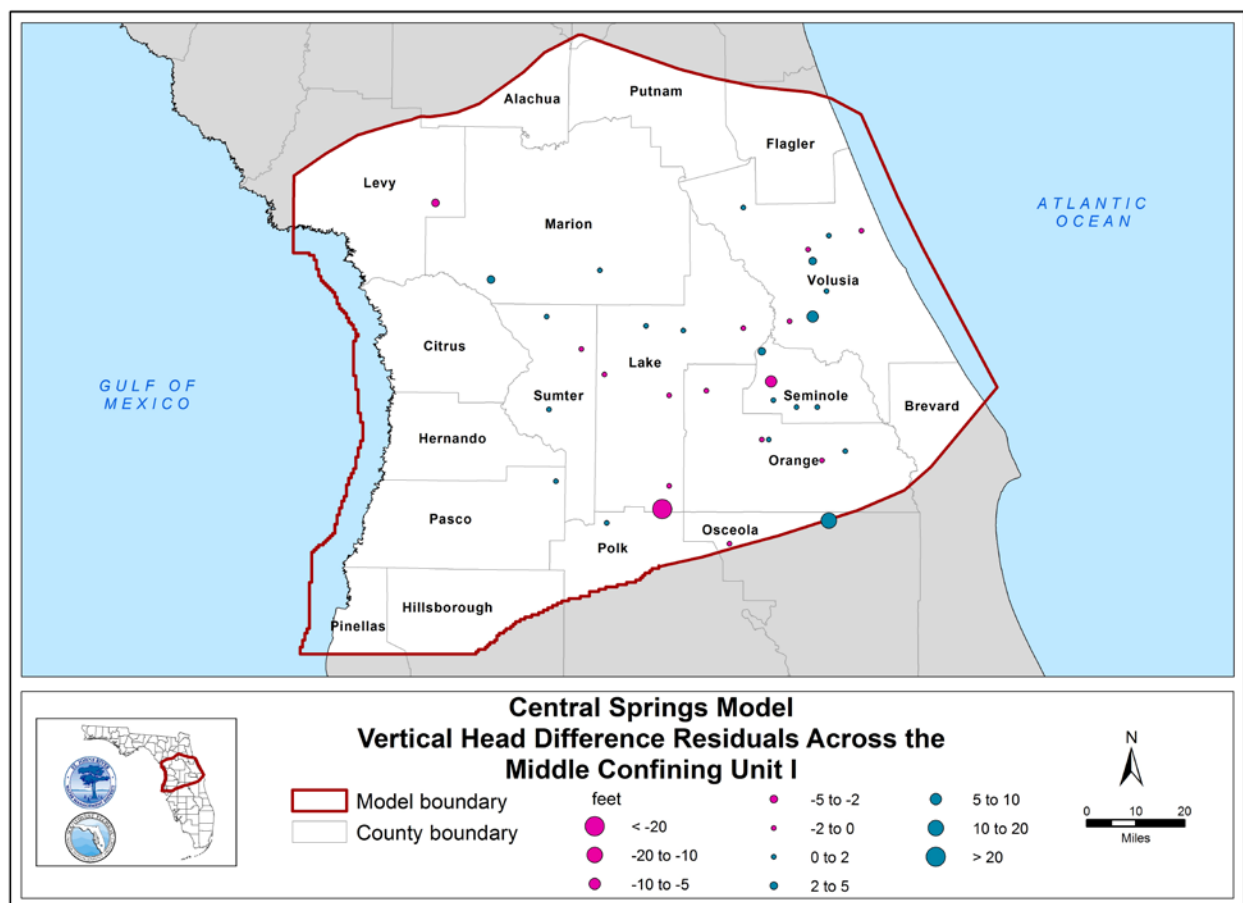 Alachua
Putnam
Flagler
Levy
Marion
ATLANTIC
OCEAN
Volusia
Citrus
Lake
GULF OF
MEXICO
Sumter
Seminole
Brevard
Hernando
Orange
Pasco
Osceola
Polk
Hillsborough
Pinellas
Central Springs Model
Vertical Head Difference Residuals Across the
Middle Confining Unit I
Model boundary
County boundary
feet
< -20
-20 to -10
-10 to -5
-5 to -2
-2 to 0
0 to 2
2 to 5
5 to 10
10 to 20
> 20
N
0 10 20
Miles